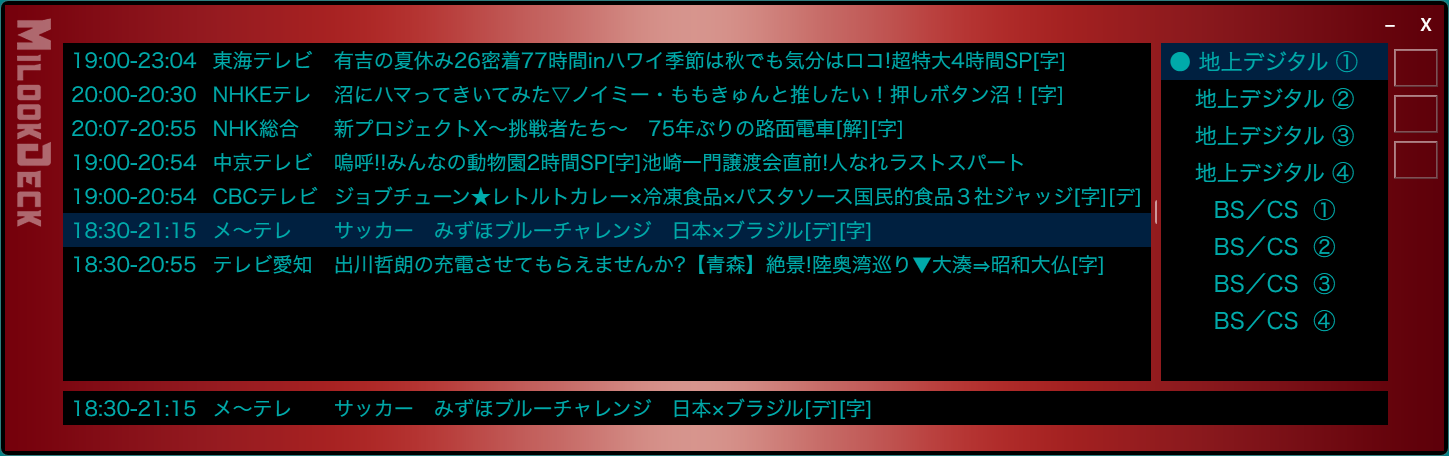 – X
MILOOKDECK
19:00-23:04 東海テレビ 有吉の夏休み26密着77時間inハワイ季節は秋でも気分はロコ!超特大4時間SP[字]
20:00-20:30 NHKEテレ 沼にハマってきいてみた▽ノイミー・ももきゅんと推したい！押しボタン沼！[字]
20:07-20:55 NHK総合 新プロジェクトX〜挑戦者たち〜 75年ぶりの路面電車[解][字]
19:00-20:54 中京テレビ 嗚呼!!みんなの動物園2時間SP[字]池崎一門譲渡会直前!人なれラストスパート
19:00-20:54 CBCテレビ ジョブチューン★レトルトカレー×冷凍食品×パスタソース国民的食品３社ジャッジ[字][デ]
18:30-21:15 メ〜テレ サッカー みずほブルーチャレンジ 日本×ブラジル[デ][字]
18:30-20:55 テレビ愛知 出川哲朗の充電させてもらえませんか?【青森】絶景!陸奥湾巡り▼大湊⇒昭和大仏[字]
● 地上デジタル ①
地上デジタル ②
地上デジタル ③
地上デジタル ④
BS／CS ①
BS／CS ②
BS／CS ③
BS／CS ④
18:30-21:15 メ〜テレ サッカー みずほブルーチャレンジ 日本×ブラジル[デ][字]